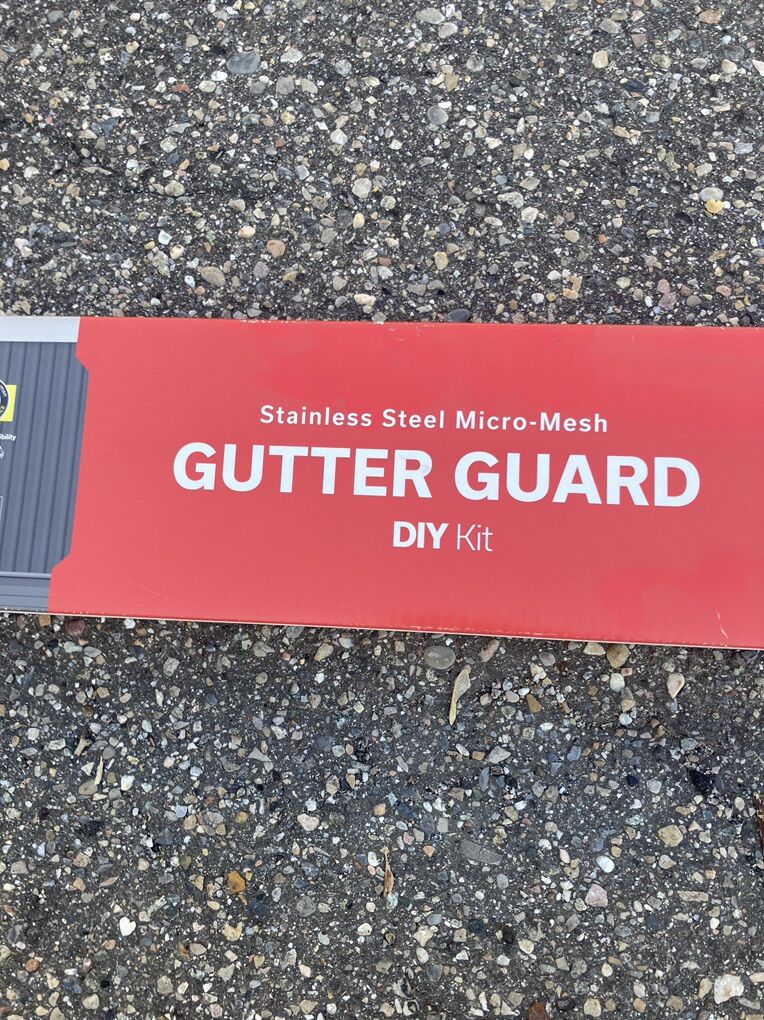 Stainless Steel Micro-Mesh
GUTTER GUARD
DIY Kit